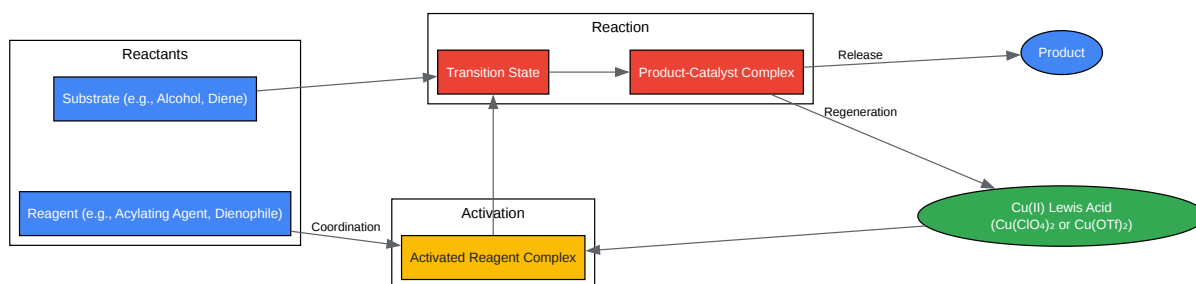 Reactants
Substrate (e.g., Alcohol, Diene)
Reagent (e.g., Acylating Agent, Dienophile)
Coordination
Activation
Activated Reagent Complex
Reaction
Transition State
Product-Catalyst Complex
Release
Product
Regeneration
Cu(II) Lewis Acid
(Cu(ClO₄)₂ or Cu(OTf)₂)